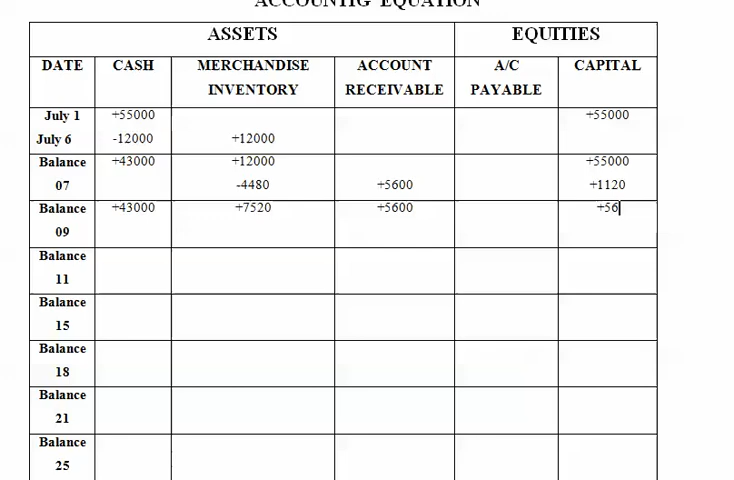 ACCOUNTIG EQUATION
ASSETS EQUITIES
DATE CASH MERCHANDISE INVENTORY ACCOUNT RECEIVABLE A/C PAYABLE CAPITAL
July 1 +55000 +55000
July 6 -12000 +12000
Balance +43000 +12000 +55000
07 -4480 +5600 +1120
Balance +43000 +7520 +5600 +56
09
Balance
11
Balance
15
Balance
18
Balance
21
Balance
25